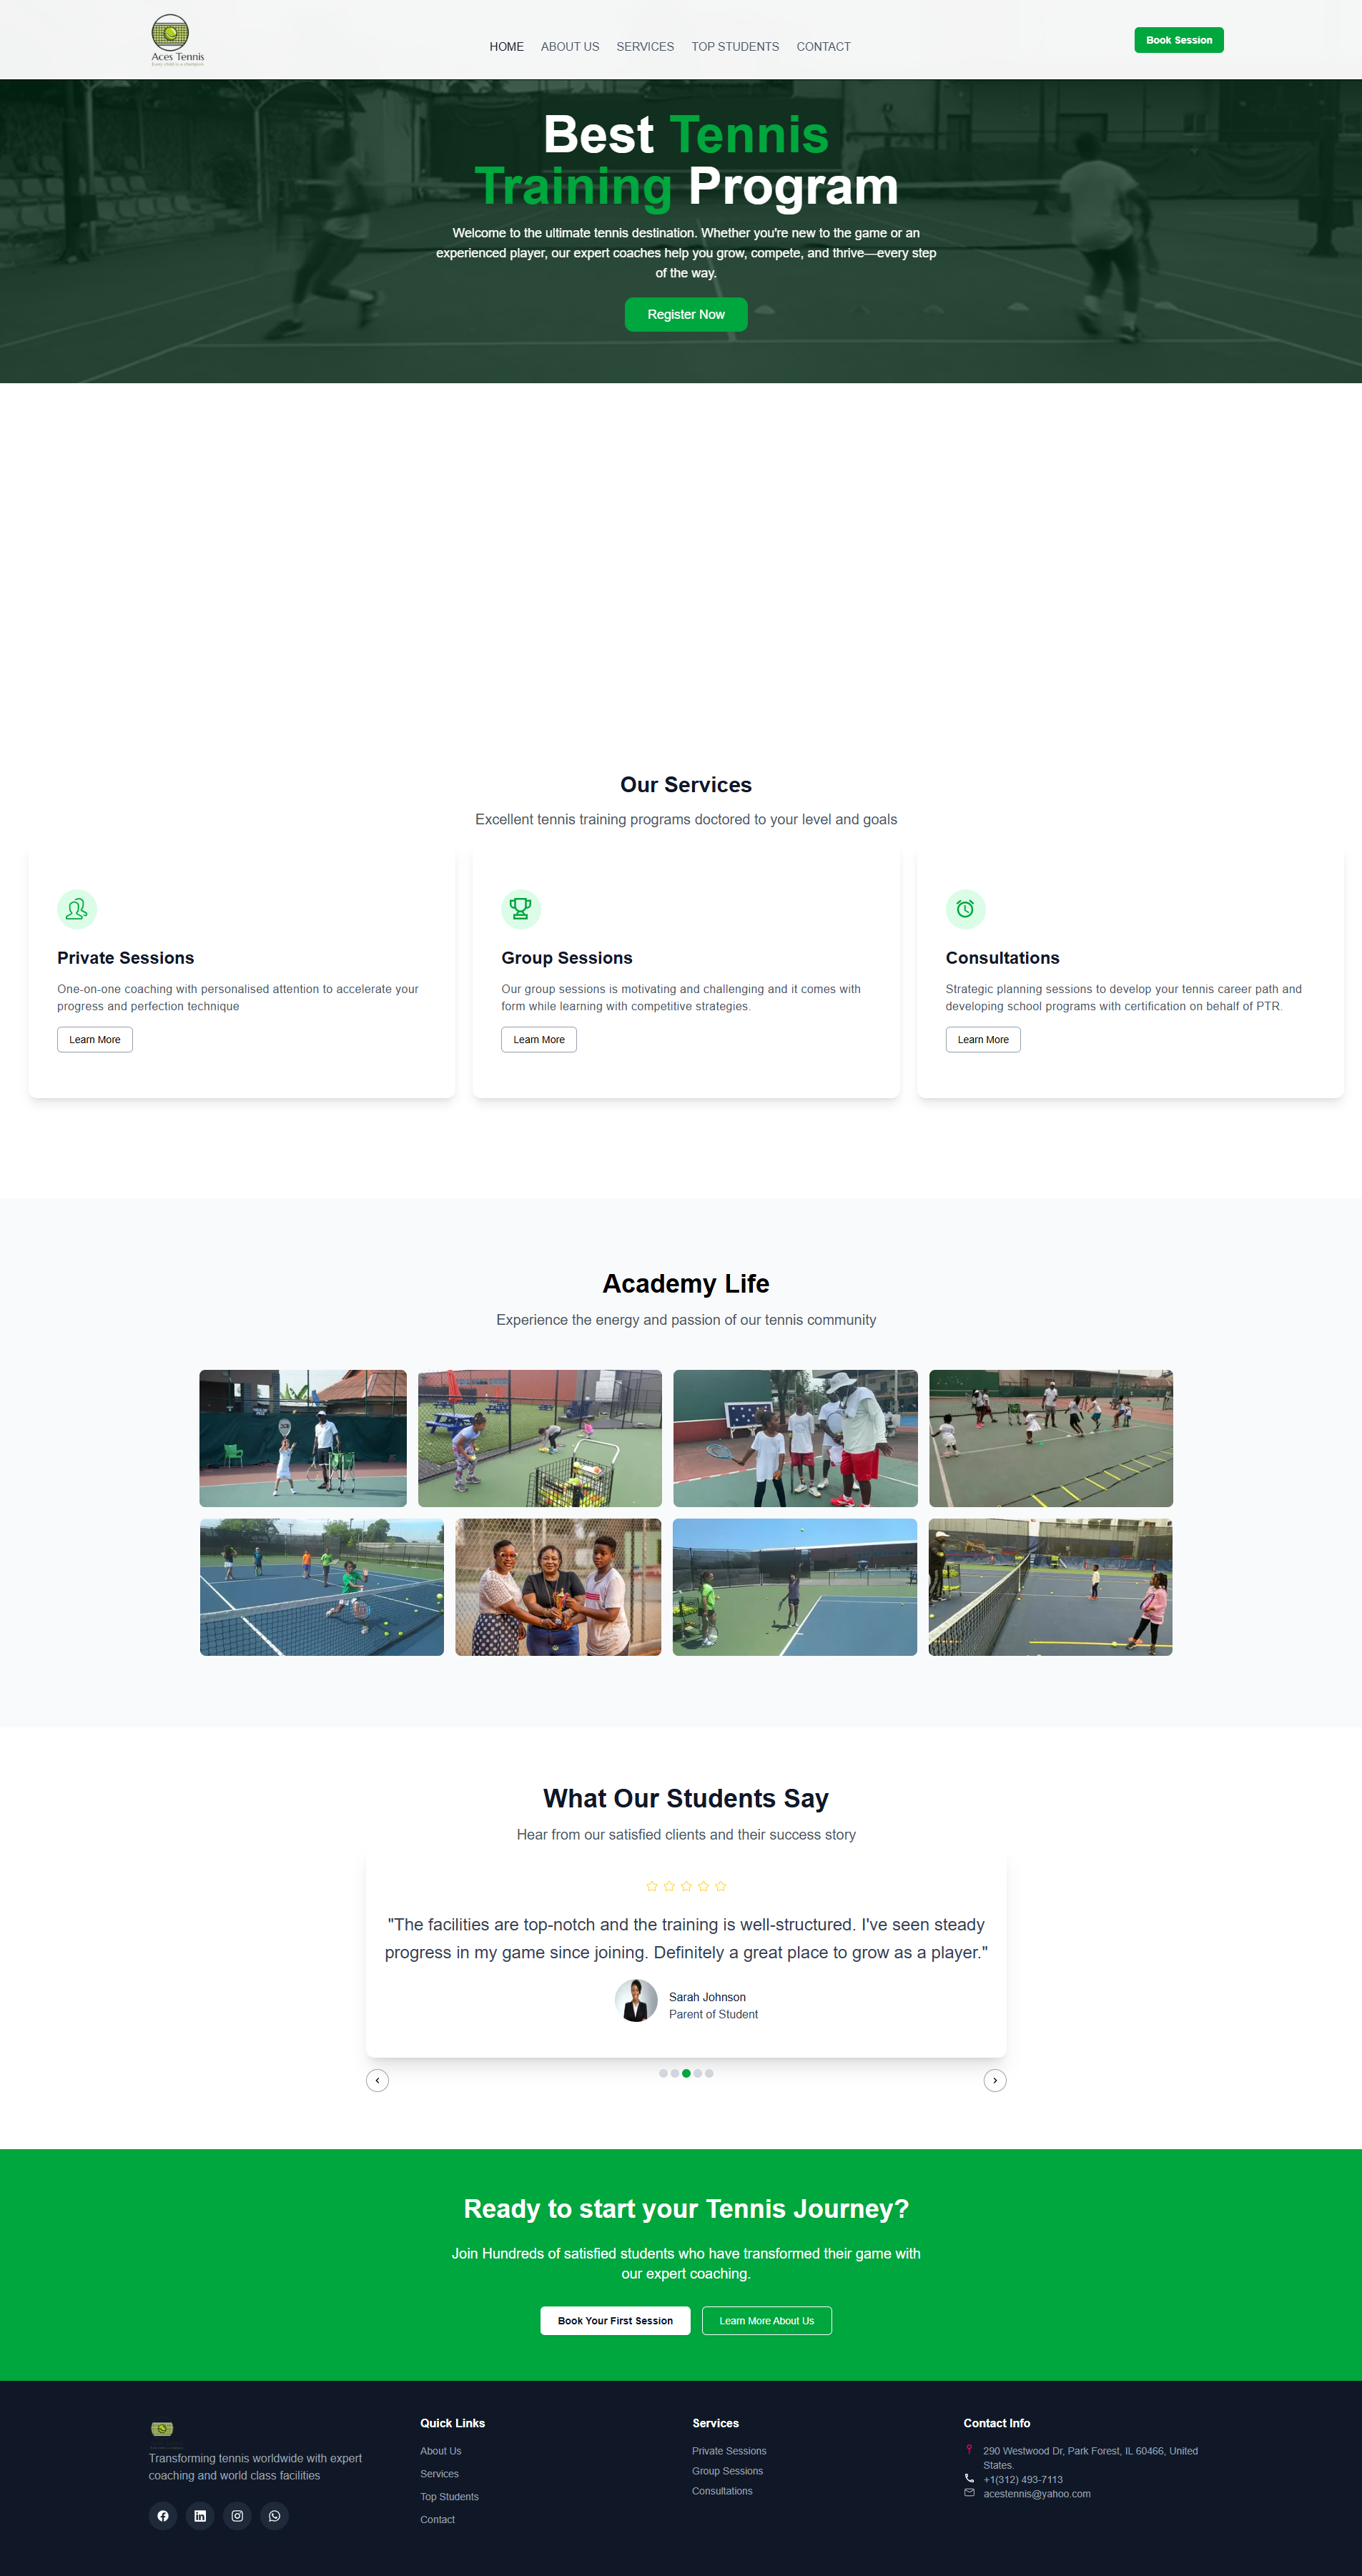 Aces Tennis
Every child is a champion
HOME
ABOUT US
SERVICES
TOP STUDENTS
CONTACT
Book Session
Best Tennis
Training Program
Welcome to the ultimate tennis destination. Whether you're new to the game or an
experienced player, our expert coaches help you grow, compete, and thrive—every step
of the way.
Register Now
Our Services
Excellent tennis training programs doctored to your level and goals
Private Sessions
One-on-one coaching with personalised attention to accelerate your
progress and perfection technique
Learn More
Group Sessions
Our group sessions is motivating and challenging and it comes with
form while learning with competitive strategies.
Learn More
Consultations
Strategic planning sessions to develop your tennis career path and
developing school programs with certification on behalf of PTR.
Learn More
Academy Life
Experience the energy and passion of our tennis community
What Our Students Say
Hear from our satisfied clients and their success story
"The facilities are top-notch and the training is well-structured. I've seen steady
progress in my game since joining. Definitely a great place to grow as a player."
Sarah Johnson
Parent of Student
Ready to start your Tennis Journey?
Join Hundreds of satisfied students who have transformed their game with
our expert coaching.
Book Your First Session
Learn More About Us
Transforming tennis worldwide with expert
coaching and world class facilities
Quick Links
About Us
Services
Top Students
Contact
Services
Private Sessions
Group Sessions
Consultations
Contact Info
290 Westwood Dr, Park Forest, IL 60466, United
States.
+1(312) 493-7113
acestennis@yahoo.com